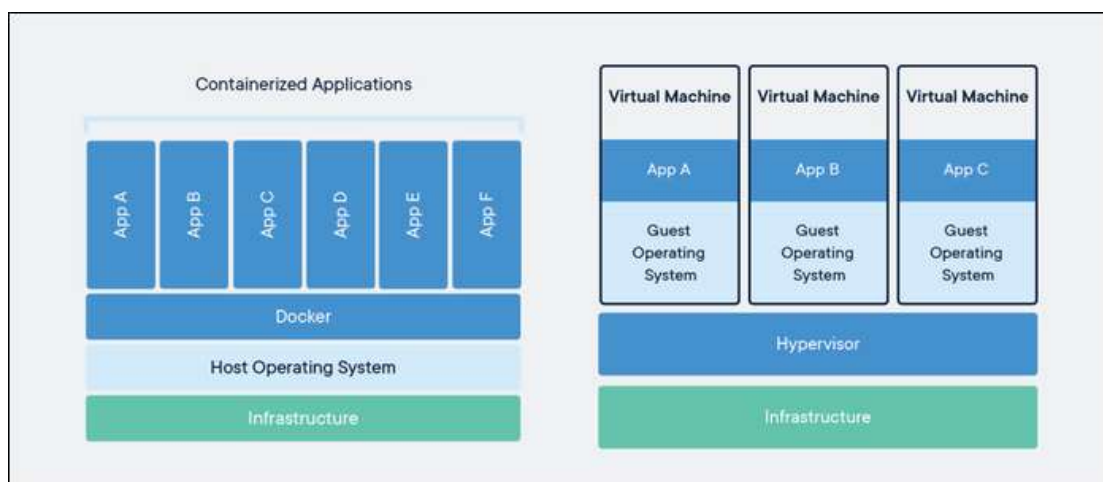 Containerized Applications
App A
App B
App C
App D
App E
App F
Docker
Host Operating System
Infrastructure
Virtual Machine
App A
Guest
Operating
System
Virtual Machine
App B
Guest
Operating
System
Virtual Machine
App C
Guest
Operating
System
Hypervisor
Infrastructure